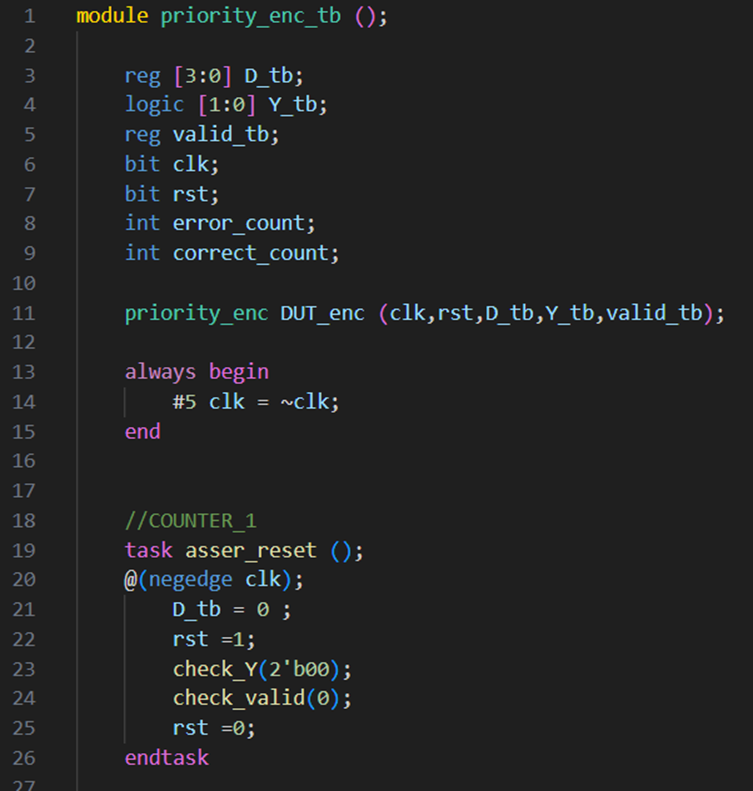 1 module priority_enc_tb ();
2
3 reg [3:0] D_tb;
4 logic [1:0] Y_tb;
5 reg valid_tb;
6 bit clk;
7 bit rst;
8 int error_count;
9 int correct_count;
10
11 priority_enc DUT_enc (clk,rst,D_tb,Y_tb,valid_tb);
12
13 always begin
14 #5 clk = ~clk;
15 end
16
17
18 //COUNTER_1
19 task asser_reset ();
20 @(negedge clk);
21 D_tb = 0 ;
22 rst =1;
23 check_Y(2'b00);
24 check_valid(0);
25 rst =0;
26 endtask
27